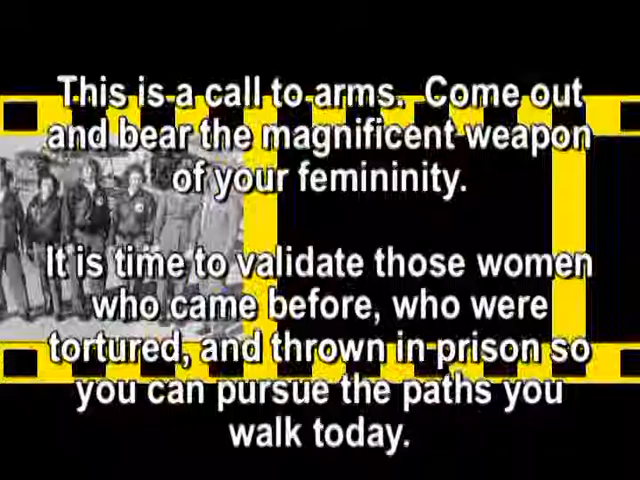 This is a call to arms.  Come out
and bear the magnificent weapon
of your femininity.
It is time to validate those women
who came before, who were
tortured, and thrown in prison so
you can pursue the paths you
walk today.